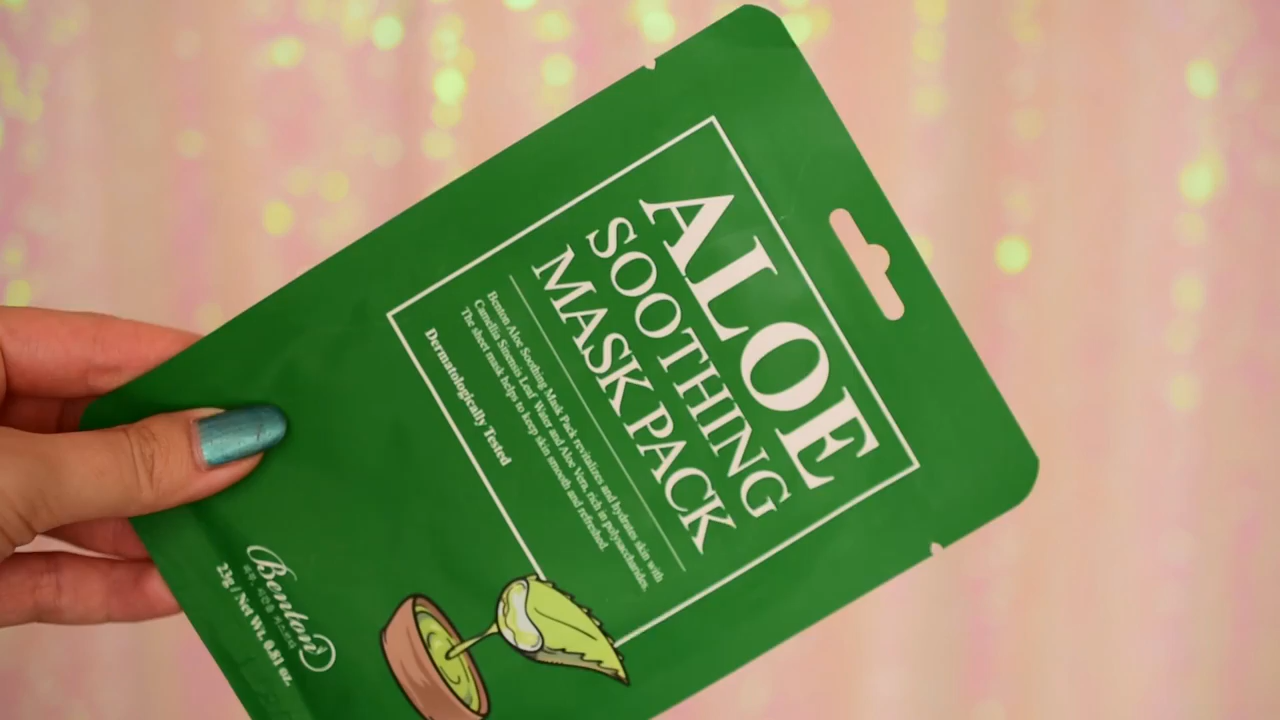 ALOE
SOOTHING
MASK PACK
Benton Aloe Soothing Mask Pack revitalizes and hydrates skin with
Camellia Sinensis Leaf Water and Aloe Vera, rich in polysaccharides.
The sheet mask helps to keep skin smooth and refreshed.
Dermatologically Tested
Benton
23g / Net Wt. 0.81 oz.